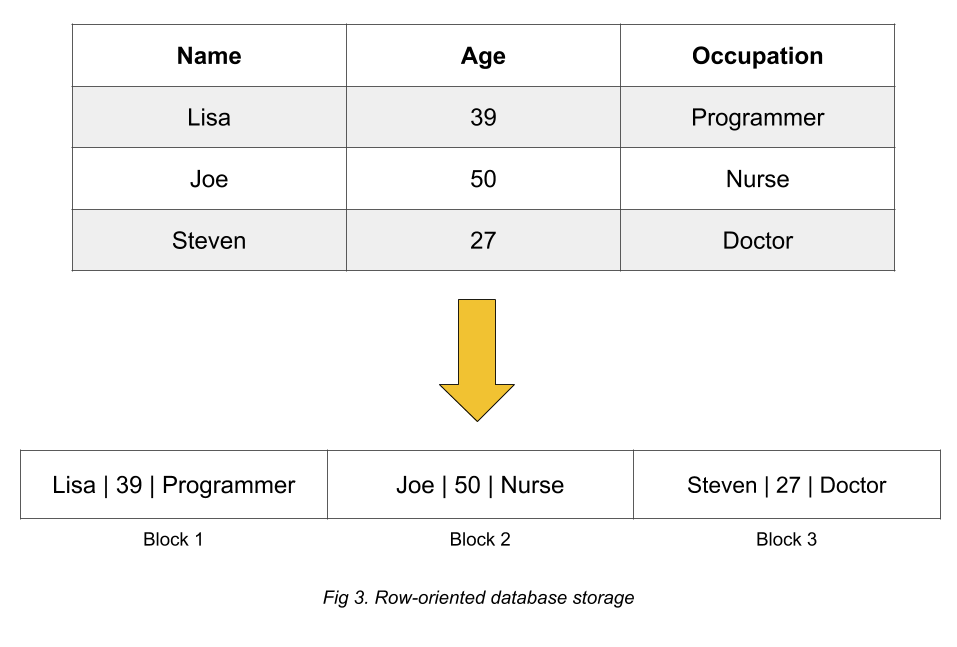 Name Age Occupation
Lisa 39 Programmer
Joe 50 Nurse
Steven 27 Doctor
Lisa | 39 | Programmer Joe | 50 | Nurse Steven | 27 | Doctor
Block 1 Block 2 Block 3
Fig 3. Row-oriented database storage